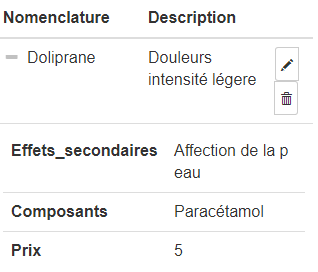 Nomenclature Description
Doliprane Douleurs
intensité légere
Effets_secondaires Affection de la p
eau
Composants Paracétamol
Prix 5